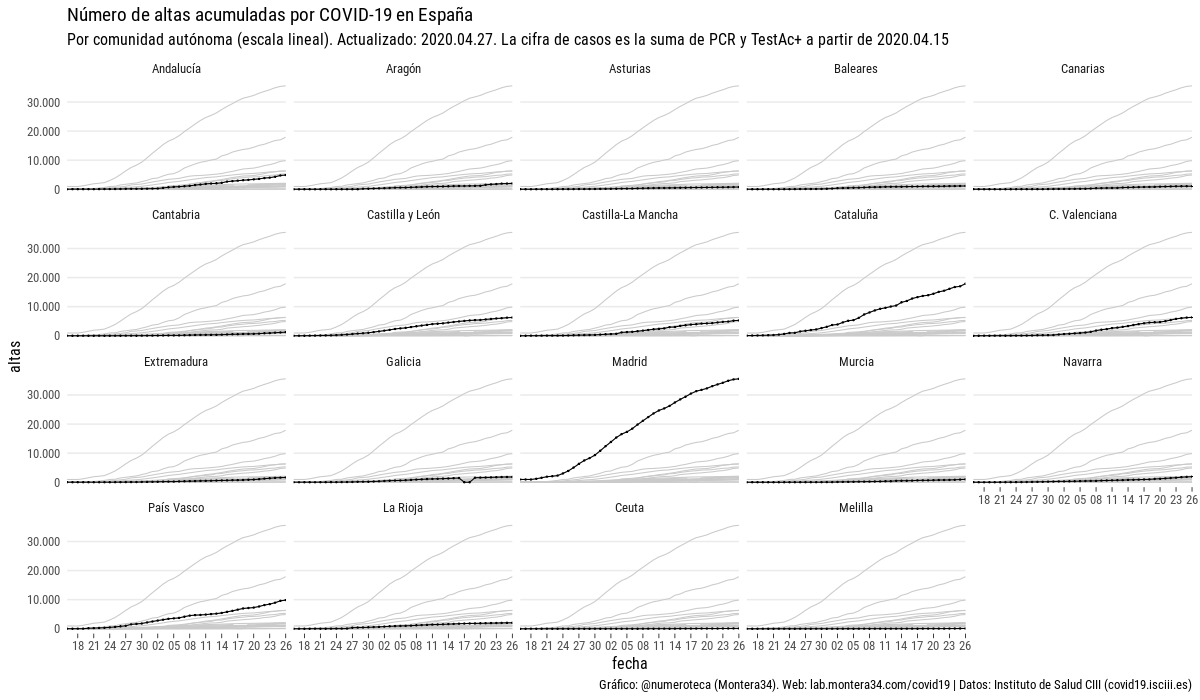 Número de altas acumuladas por COVID-19 en España
Por comunidad autónoma (escala lineal). Actualizado: 2020.04.27. La cifra de casos es la suma de PCR y TestAc+ a partir de 2020.04.15
Andalucía Aragón Asturias Baleares Canarias
30.000
20.000
10.000
0
Cantabria Castilla y León Castilla-La Mancha Cataluña C. Valenciana
30.000
20.000
10.000
0
altas
Extremadura Galicia Madrid Murcia Navarra
30.000
20.000
10.000
0
18 21 24 27 30 02 05 08 11 14 17 20 23 26
País Vasco La Rioja Ceuta Melilla
30.000
20.000
10.000
0
18 21 24 27 30 02 05 08 11 14 17 20 23 26 18 21 24 27 30 02 05 08 11 14 17 20 23 26 18 21 24 27 30 02 05 08 11 14 17 20 23 26 18 21 24 27 30 02 05 08 11 14 17 20 23 26
fecha
Gráfico: @numeroteca (Montera34). Web: lab.montera34.com/covid19 | Datos: Instituto de Salud CIII (covid19.isciii.es)